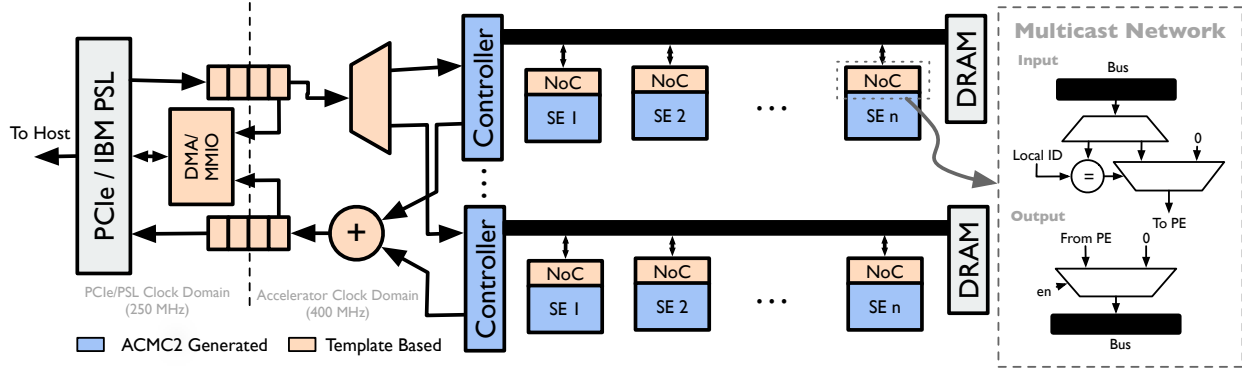 To Host
PCIe / IBM PSL
DMA/
MMIO
+
PCIe/PSL Clock Domain
(250 MHz)
Accelerator Clock Domain
(400 MHz)
ACMC2 Generated
Template Based
Controller
NoC
SE 1
NoC
SE 2
...
NoC
SE n
DRAM
Controller
NoC
SE 1
NoC
SE 2
...
NoC
SE n
DRAM
Multicast Network
Input
Bus
Local ID
=
0
To PE
Output
From PE
0
en
Bus